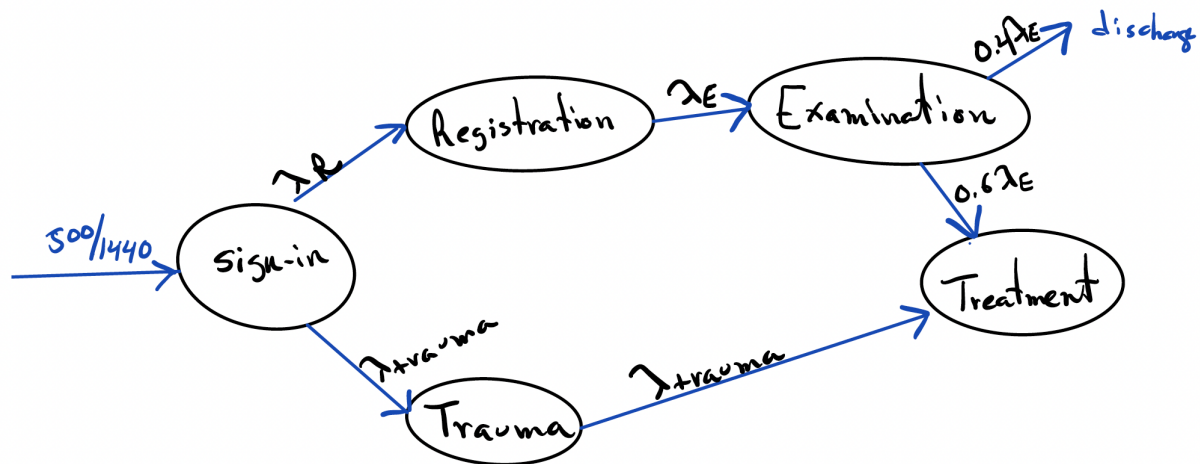 0.4λE
discharge
λE
Examination
Registration
λR
0.6λE
500/1440
Sign-in
Treatment
λtrauma
λtrauma
Trauma